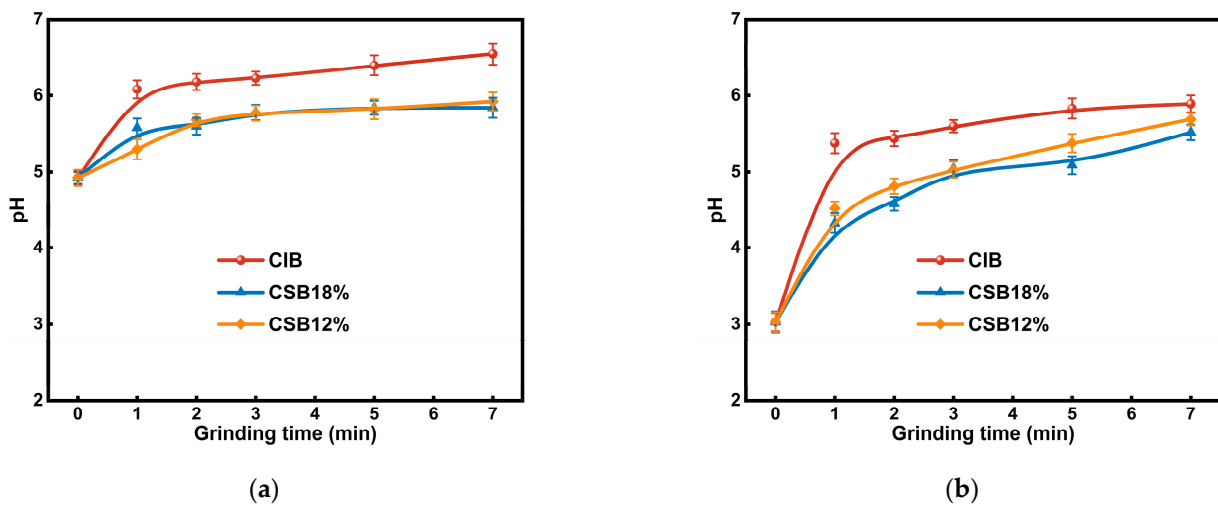 7
6
5
4
3
2
pH
CIB
CSB18%
CSB12%
0 1 2 3 4 5 6 7
Grinding time (min)
(a)
7
6
5
4
3
2
pH
CIB
CSB18%
CSB12%
0 1 2 3 4 5 6 7
Grinding time (min)
(b)